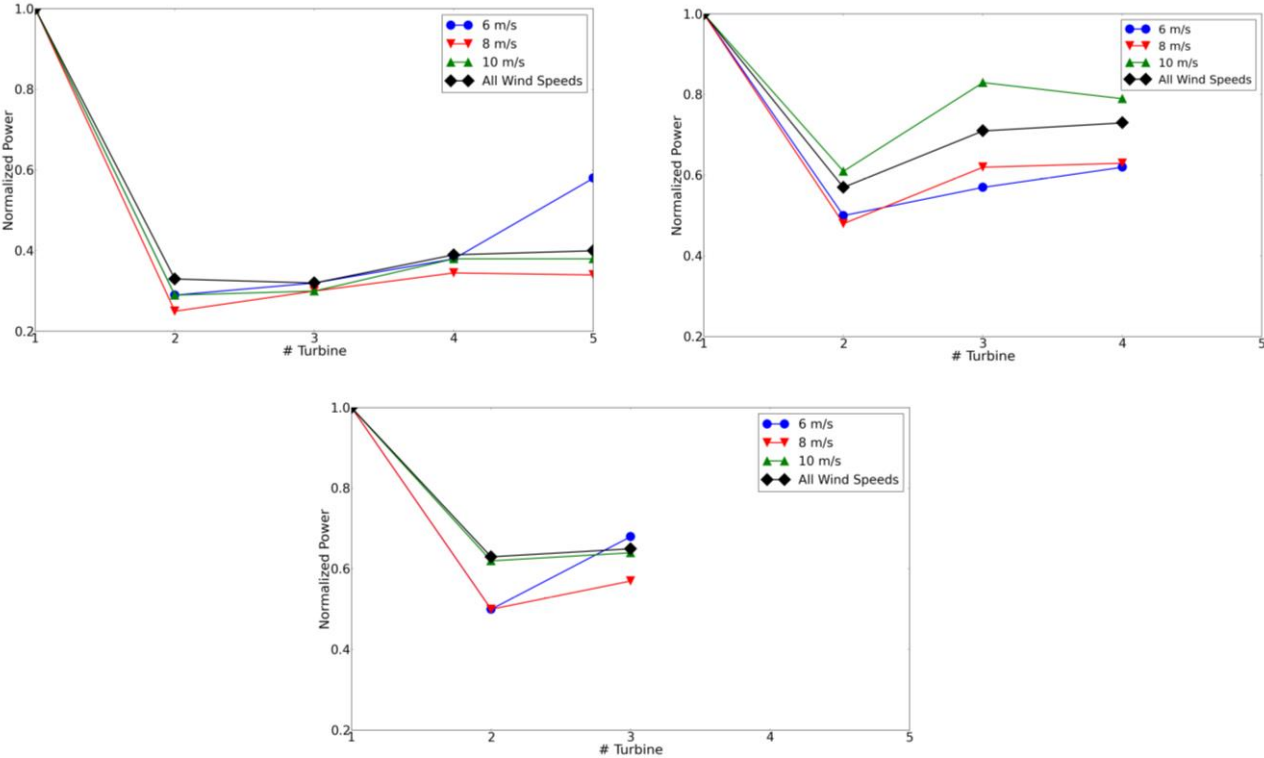 1.0
0.8
0.6
0.4
0.2
Normalized Power
1 2 3 4 5
# Turbine
6 m/s
8 m/s
10 m/s
All Wind Speeds
1.0
0.8
0.6
0.4
0.2
Normalized Power
1 2 3 4 5
# Turbine
6 m/s
8 m/s
10 m/s
All Wind Speeds
1.0
0.8
0.6
0.4
0.2
Normalized Power
1 2 3 4 5
# Turbine
6 m/s
8 m/s
10 m/s
All Wind Speeds